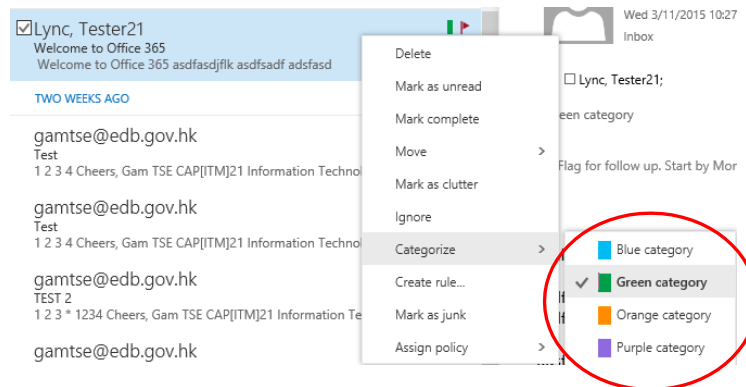 Lync, Tester21
Welcome to Office 365
Welcome to Office 365 asdfasdjflk asdfsadf adsfasd
TWO WEEKS AGO
gamtse@edb.gov.hk
Test
1 2 3 4 Cheers, Gam TSE CAP[ITM]21 Information Techno
gamtse@edb.gov.hk
Test
1 2 3 4 Cheers, Gam TSE CAP[ITM]21 Information Techno
gamtse@edb.gov.hk
TEST 2
1 2 3 * 1234 Cheers, Gam TSE CAP[ITM]21 Information Te
gamtse@edb.gov.hk
Delete
Mark as unread
Mark complete
Move
Mark as clutter
Ignore
Categorize
Create rule...
Mark as junk
Assign policy
Wed 3/11/2015 10:27
Inbox
Lync, Tester21;
een category
Flag for follow up. Start by Mor
Blue category
Green category
Orange category
Purple category